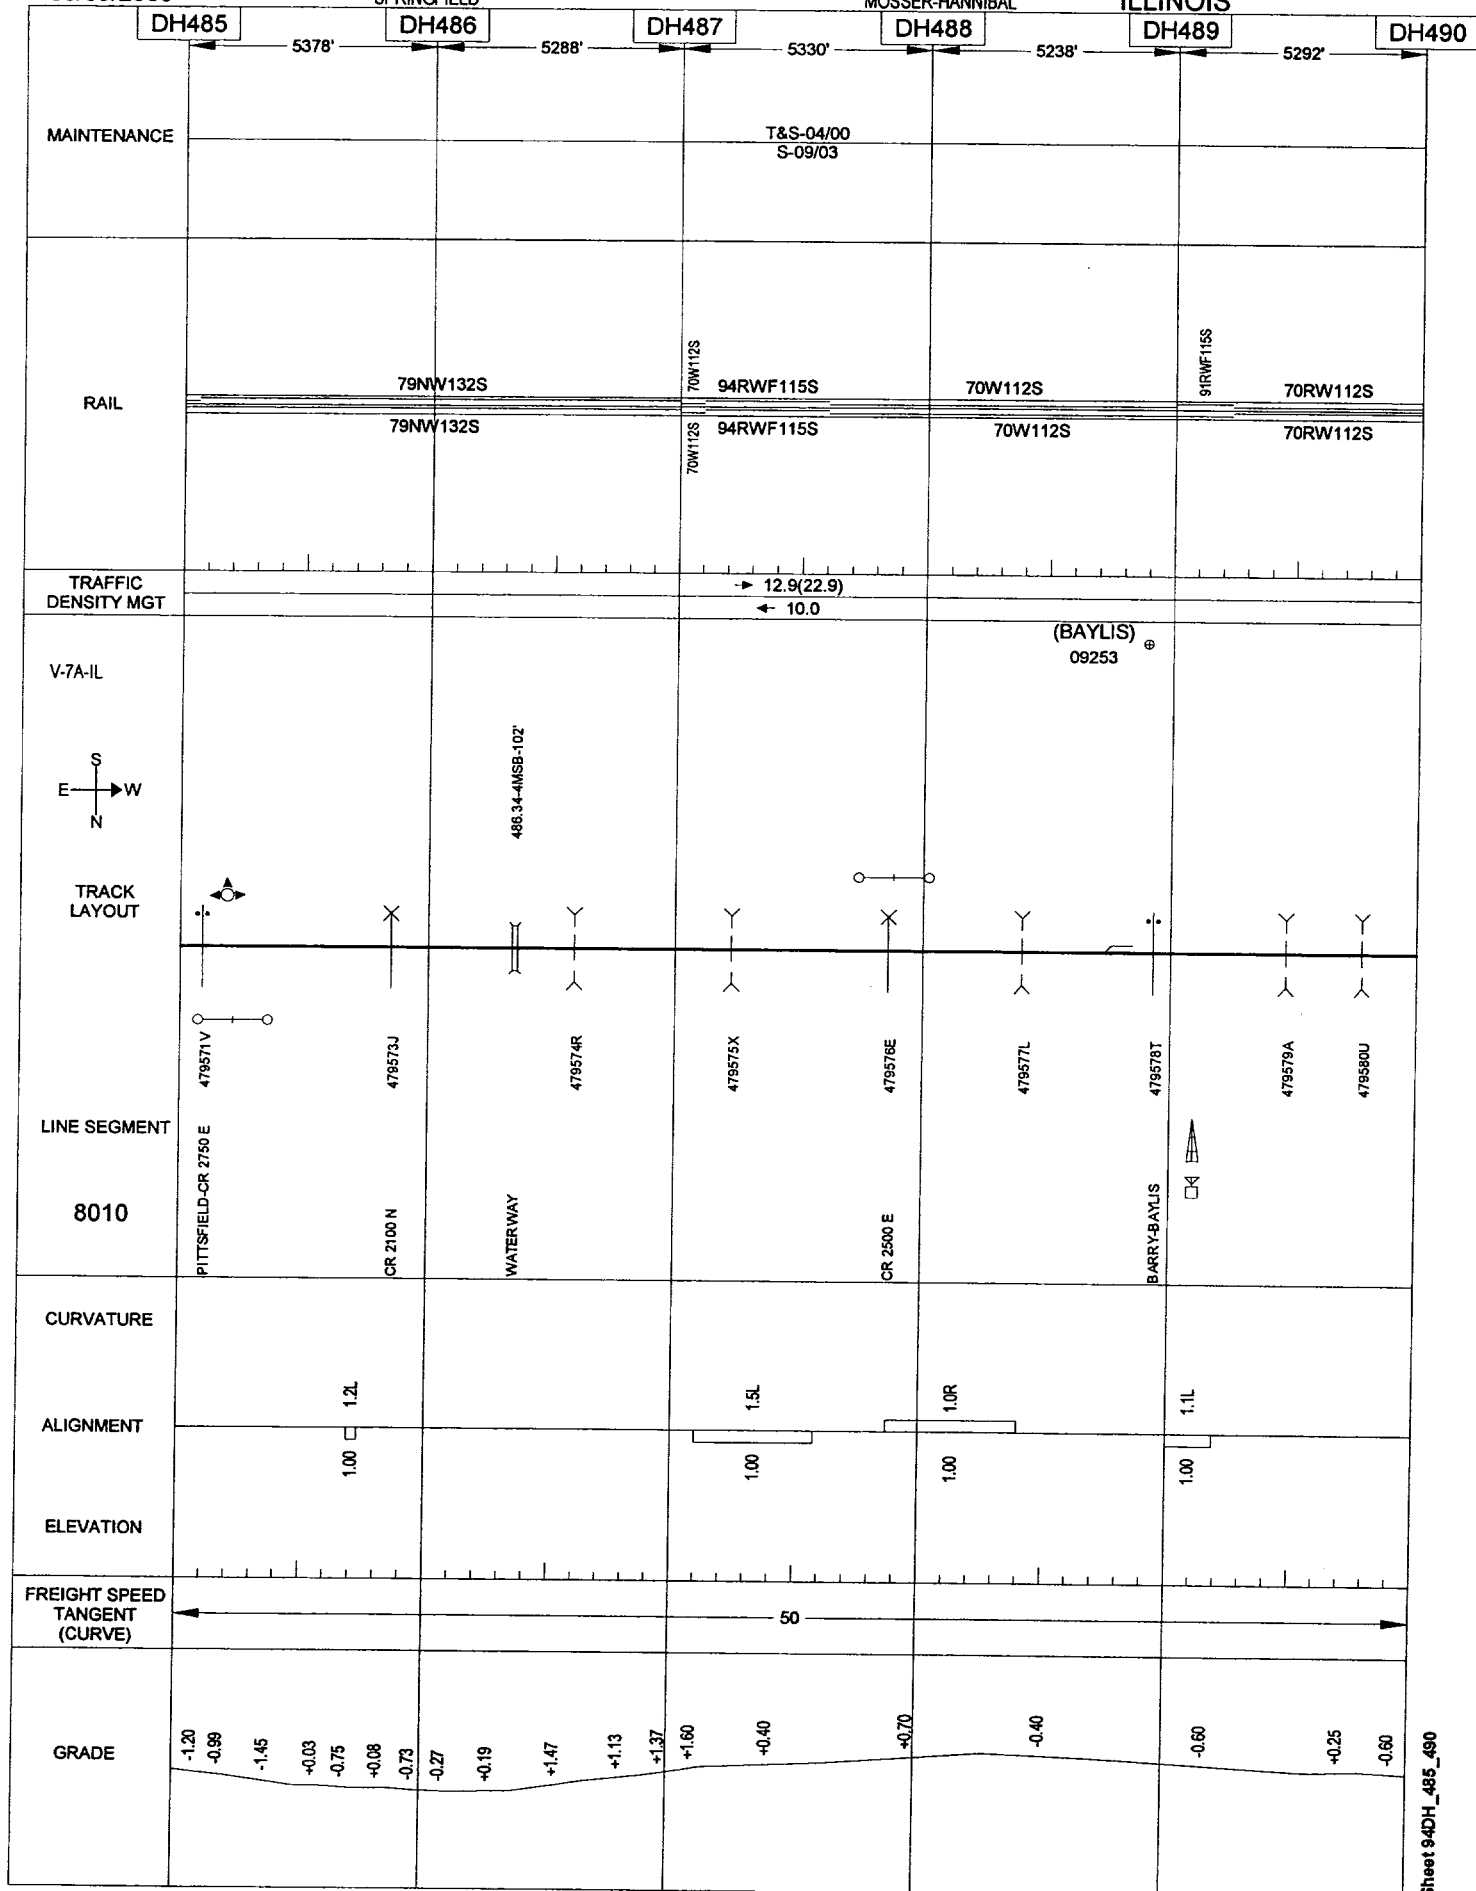 SPRINGFIELD MOSSER-HANNIBAL ILLINOIS
DH485 DH486 DH487 DH488 DH489 DH490
5378' 5288' 5330' 5238' 5292'
MAINTENANCE
T&S-04/00
S-09/03
RAIL
79NW132S 70W112S 94RWF115S 70W112S 91RWF115S 70RW112S
79NW132S 70W112S 94RWF115S 70W112S 70RW112S
TRAFFIC
DENSITY MGT
→ 12.9(22.9)
← 10.0
(BAYLIS)
09253
V-7A-IL
S
E W
N
486.34-4MSB-102'
TRACK
LAYOUT
479571V 479573J 479574R 479575X 479576E 479577L 479578T 479579A 479580U
LINE SEGMENT
8010
PITTSFIELD-CR 2750 E CR 2100 N WATERWAY CR 2500 E BARRY-BAYLIS
CURVATURE
1.2L 1.5L 1.0R 1.1L
ALIGNMENT
1.00 1.00 1.00 1.00
ELEVATION
FREIGHT SPEED
TANGENT
(CURVE)
50
GRADE
-1.20 -0.99 -1.45 +0.03 -0.75 +0.08 -0.73 -0.27 +0.19 +1.47 +1.13 +1.37 +1.60 +0.40 +0.70 -0.40 -0.60 +0.25 -0.60
Sheet 94DH_485_490